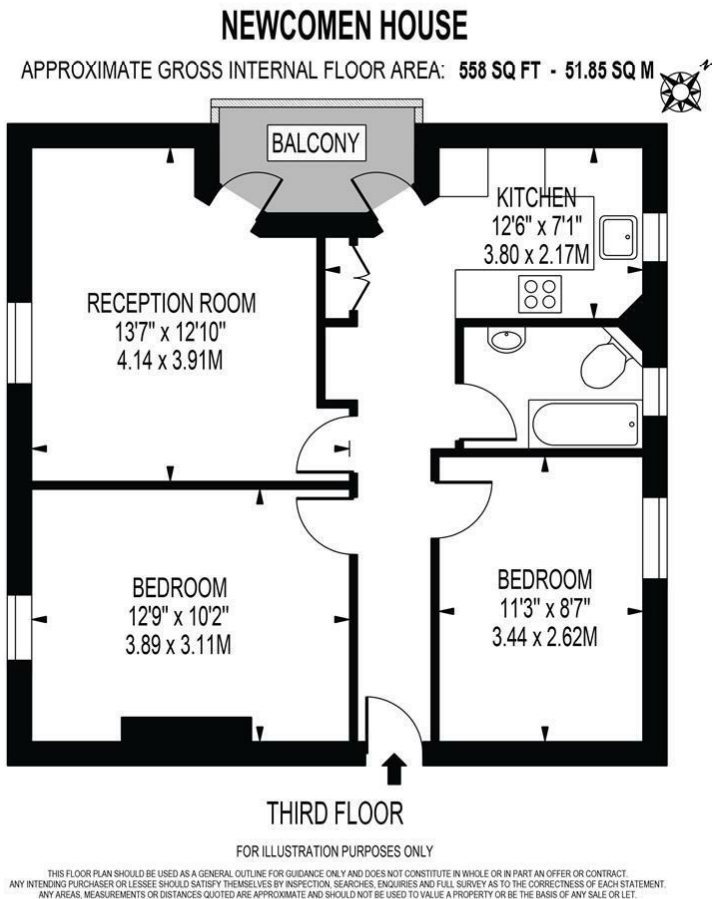 NEWCOMEN HOUSE
APPROXIMATE GROSS INTERNAL FLOOR AREA: 558 SQ FT - 51.85 SQ M
N
BALCONY
KITCHEN
12'6" x 7'1"
3.80 x 2.17M
RECEPTION ROOM
13'7" x 12'10"
4.14 x 3.91M
BEDROOM
12'9" x 10'2"
3.89 x 3.11M
BEDROOM
11'3" x 8'7"
3.44 x 2.62M
THIRD FLOOR
FOR ILLUSTRATION PURPOSES ONLY
THIS FLOOR PLAN SHOULD BE USED AS A GENERAL OUTLINE FOR GUIDANCE ONLY AND DOES NOT CONSTITUTE IN WHOLE OR IN PART AN OFFER OR CONTRACT.
ANY INTENDING PURCHASER OR LESSEE SHOULD SATISFY THEMSELVES BY INSPECTION, SEARCHES, ENQUIRIES AND FULL SURVEY AS TO THE CORRECTNESS OF EACH STATEMENT.
ANY AREAS, MEASUREMENTS OR DISTANCES QUOTED ARE APPROXIMATE AND SHOULD NOT BE USED TO VALUE A PROPERTY OR BE THE BASIS OF ANY SALE OR LET.